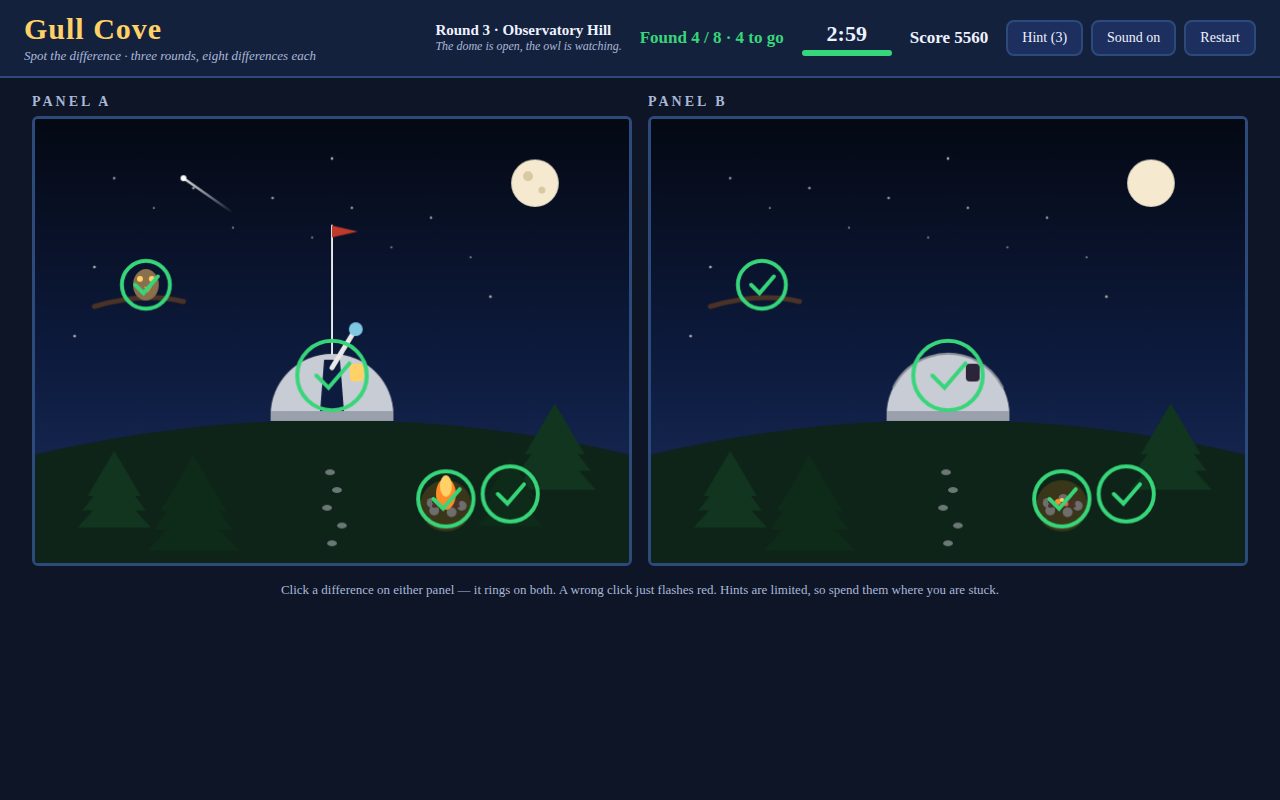 Gull Cove
Spot the difference · three rounds, eight differences each
Round 3 · Observatory Hill
The dome is open, the owl is watching.
Found 4 / 8 · 4 to go
2:59
Score 5560
Hint (3)
Sound on
Restart
PANEL A
PANEL B
Click a difference on either panel — it rings on both. A wrong click just flashes red. Hints are limited, so spend them where you are stuck.